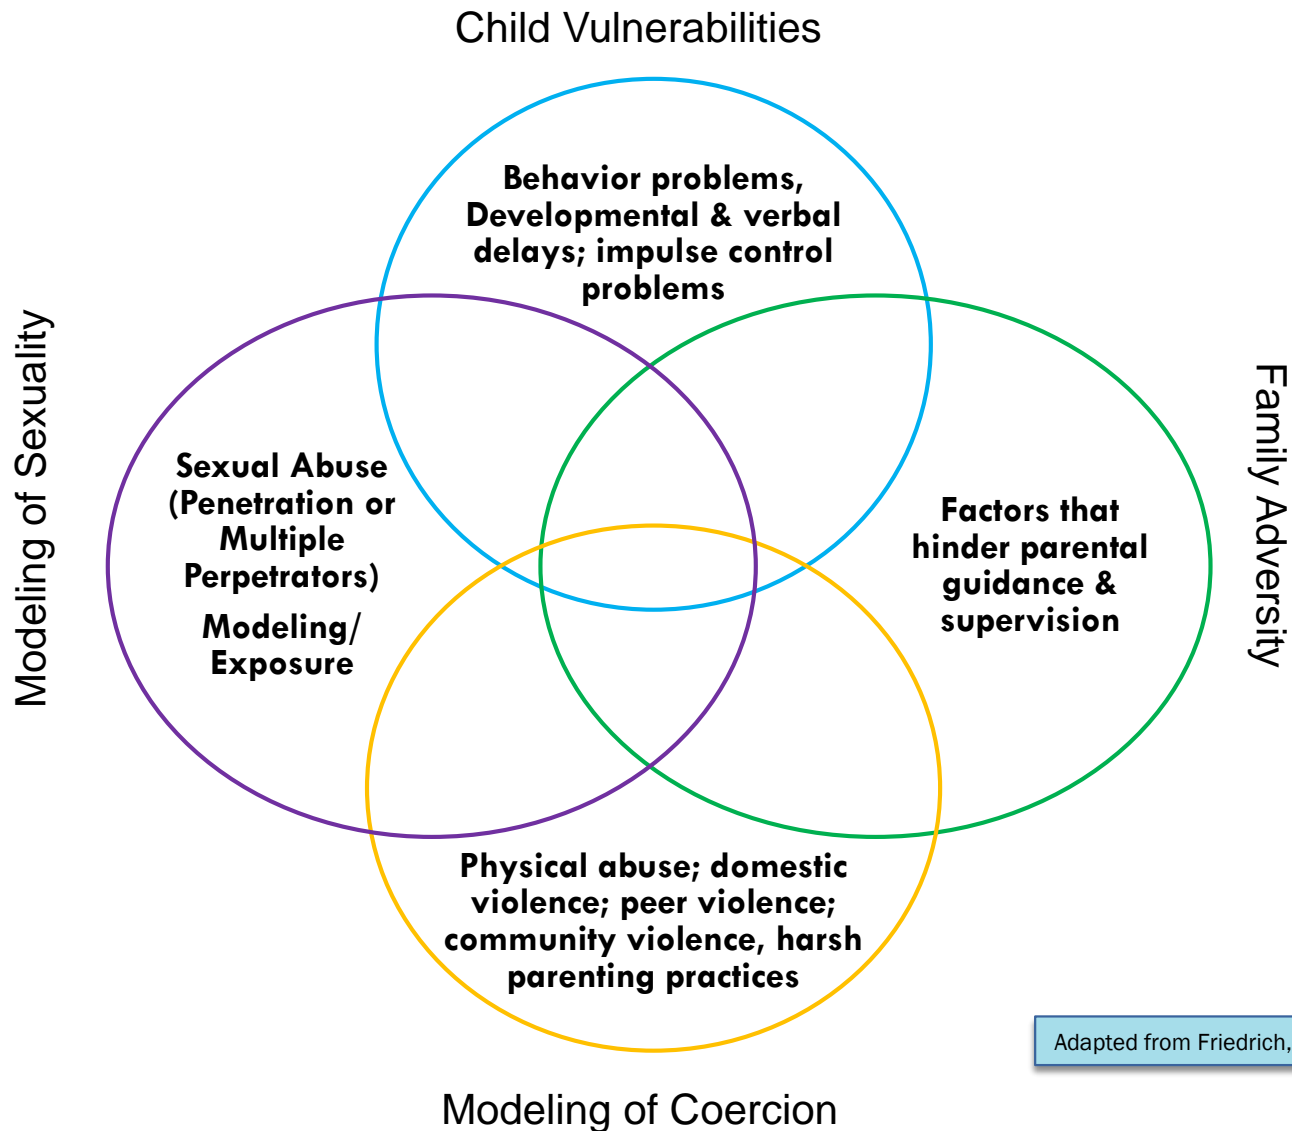 Child Vulnerabilities
Behavior problems,
Developmental & verbal
delays; impulse control
problems
Modeling of Sexuality
Sexual Abuse
(Penetration or
Multiple
Perpetrators)
Modeling/
Exposure
Factors that
hinder parental
guidance &
supervision
Family Adversity
Physical abuse; domestic
violence; peer violence;
community violence, harsh
parenting practices
Adapted from Friedrich,
Modeling of Coercion